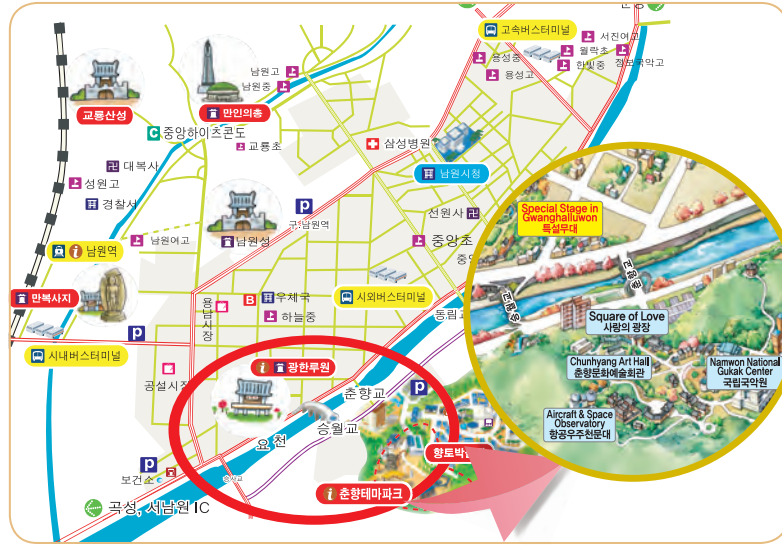 고속버스터미널
서진여고
월락초
한빛중
정보국악고
용성중
용성고
남원고
남원중
교룡산성
만인의총
C 중앙하이츠콘도
교룡초
삼성병원
남원시청
대복사
성원고
경찰서
P
구.남원역
선원사
중앙초
남원역
남원여고
남원성
만복사지
용남시장
B
우체국
하늘중
시외버스터미널
시내버스터미널
P
공설시장
광한루원
춘향교
P
승월교
요천
향토박
P
보건소
춘향테마파크
곡성, 서남원 IC
Special Stage in
Gwanghalluwon
특설무대
Square of Love
사랑의 광장
Chunhyang Art Hall
춘향문화예술회관
Namwon National
Gukak Center
국립국악원
Aircraft & Space
Observatory
항공우주천문대